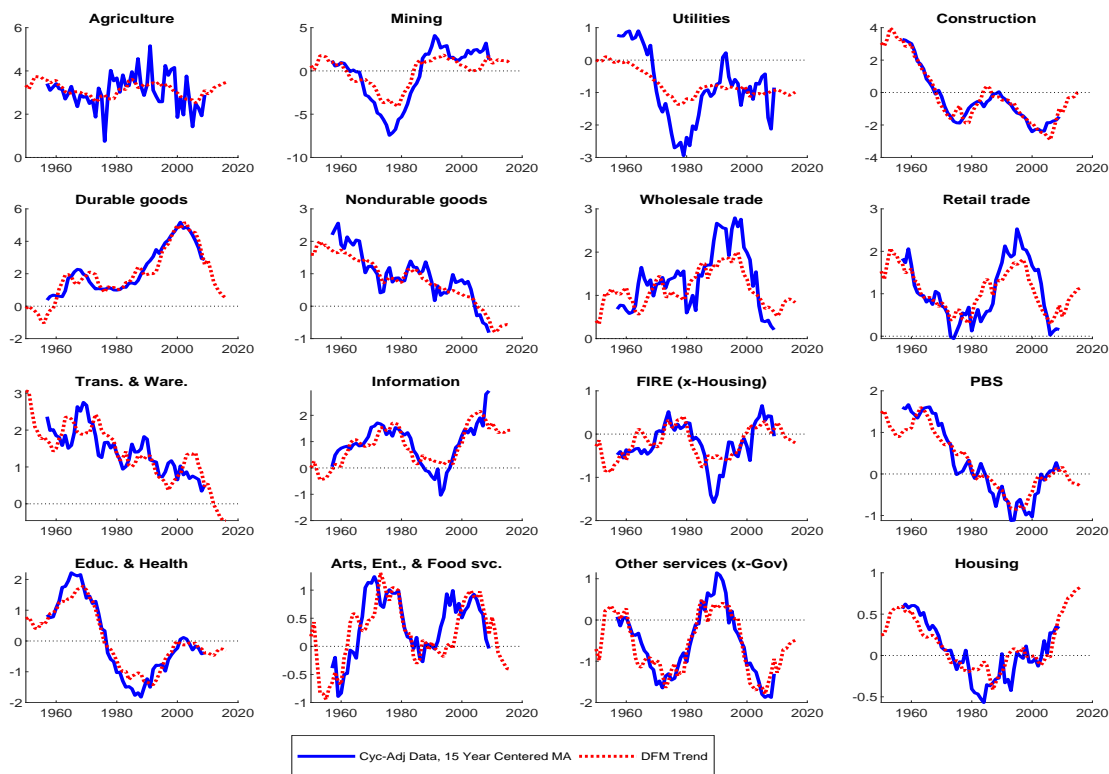 Agriculture
6
4
2
0
1960 1980 2000 2020
Mining
5
0
-5
-10
1960 1980 2000 2020
Utilities
1
0
-1
-2
-3
1960 1980 2000 2020
Construction
4
2
0
-2
-4
1960 1980 2000 2020
Durable goods
6
4
2
0
-2
1960 1980 2000 2020
Nondurable goods
3
2
1
0
-1
1960 1980 2000 2020
Wholesale trade
3
2
1
0
1960 1980 2000 2020
Retail trade
3
2
1
0
1960 1980 2000 2020
Trans. & Ware.
3
2
1
0
1960 1980 2000 2020
Information
2
1
0
-1
-2
1960 1980 2000 2020
FIRE (x-Housing)
1
0
-1
-2
1960 1980 2000 2020
PBS
2
1
0
-1
1960 1980 2000 2020
Educ. & Health
2
1
0
-1
-2
1960 1980 2000 2020
Arts, Ent., & Food svc.
1
0.5
0
-0.5
-1
1960 1980 2000 2020
Other services (x-Gov)
1
0
-1
-2
1960 1980 2000 2020
Housing
1
0.5
0
-0.5
1960 1980 2000 2020
Cyc-Adj Data, 15 Year Centered MA DFM Trend